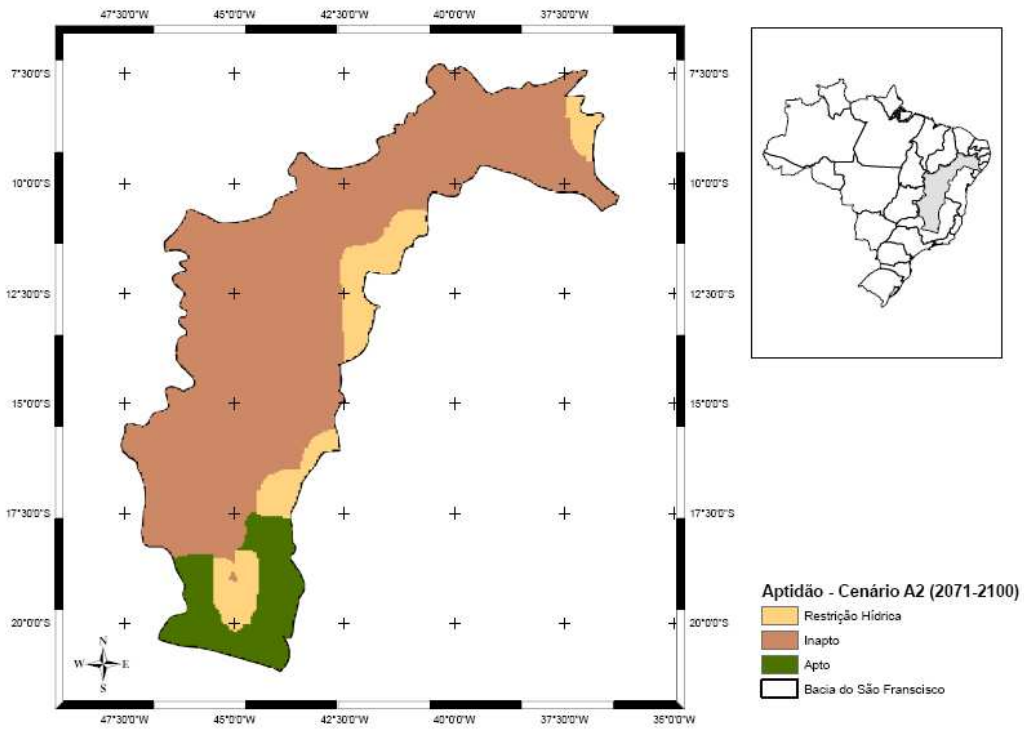 47°30'0"W 45°0'0"W 42°30'0"W 40°0'0"W 37°30'0"W
7°30'0"S 7°30'0"S
10°0'0"S 10°0'0"S
12°30'0"S 12°30'0"S
15°0'0"S 15°0'0"S
17°30'0"S 17°30'0"S
20°0'0"S 20°0'0"S
N
W E
S
47°30'0"W 45°0'0"W 42°30'0"W 40°0'0"W 37°30'0"W 35°0'0"W
Aptidão - Cenário A2 (2071-2100)
Restrição Hídrica
Inapto
Apto
Bacia do São Franscisco